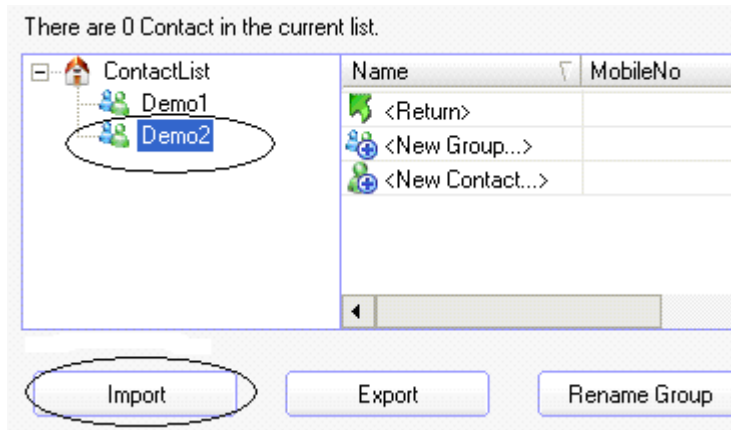 There are 0 Contact in the current list.
ContactList
Demo1
Demo2
Name MobileNo
<Return>
<New Group...>
<New Contact...>
Import Export Rename Group